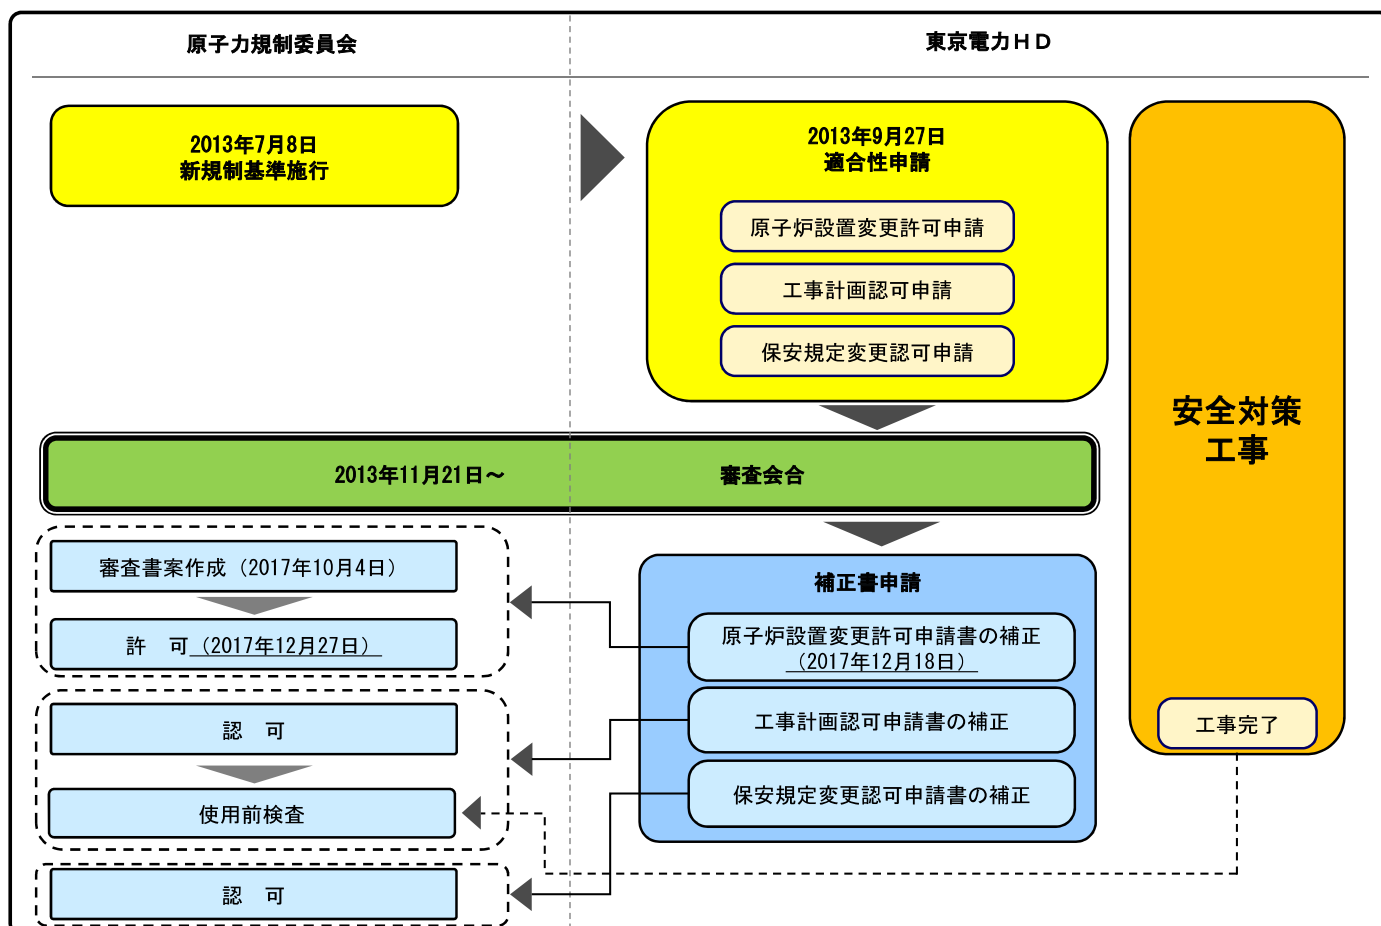 原子力規制委員会
東京電力ＨＤ
2013年7月8日
新規制基準施行
2013年9月27日
適合性申請
原子炉設置変更許可申請
工事計画認可申請
保安規定変更認可申請
安全対策
工事
2013年11月21日～ 審査会合
審査書案作成（2017年10月4日）
許　可（2017年12月27日）
補正書申請
原子炉設置変更許可申請書の補正
（2017年12月18日）
工事計画認可申請書の補正
保安規定変更認可申請書の補正
工事完了
認　可
使用前検査
認　可